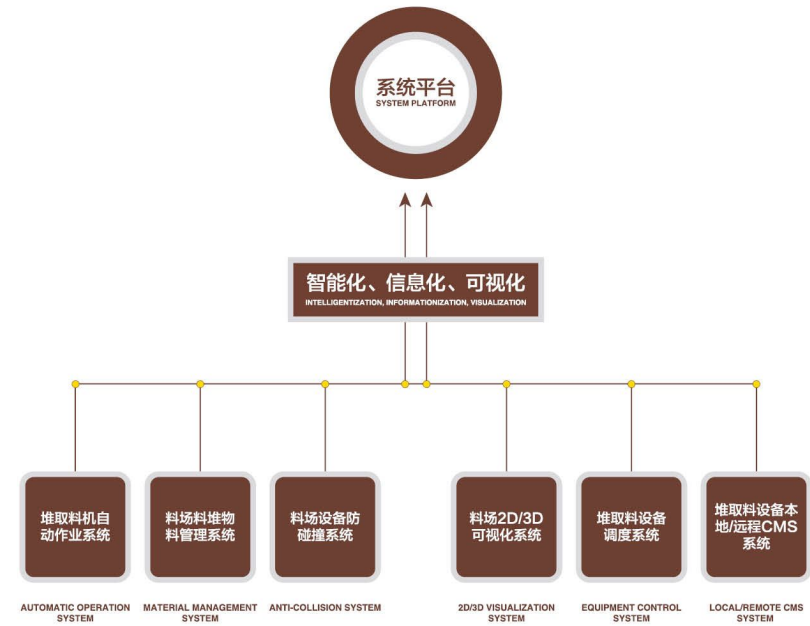 系统平台
SYSTEM PLATFORM
智能化、信息化、可视化
INTELLIGENTIZATION, INFORMATIONIZATION, VISUALIZATION
堆取料机自
动作业系统
料场料堆物
料管理系统
料场设备防
碰撞系统
料场2D/3D
可视化系统
堆取料设备
调度系统
堆取料设备本
地/远程CMS
系统
AUTOMATIC OPERATION
SYSTEM
MATERIAL MANAGEMENT
SYSTEM
ANTI-COLLISION SYSTEM
2D/3D VISUALIZATION
SYSTEM
EQUIPMENT CONTROL
SYSTEM
LOCAL/REMOTE CMS
SYSTEM